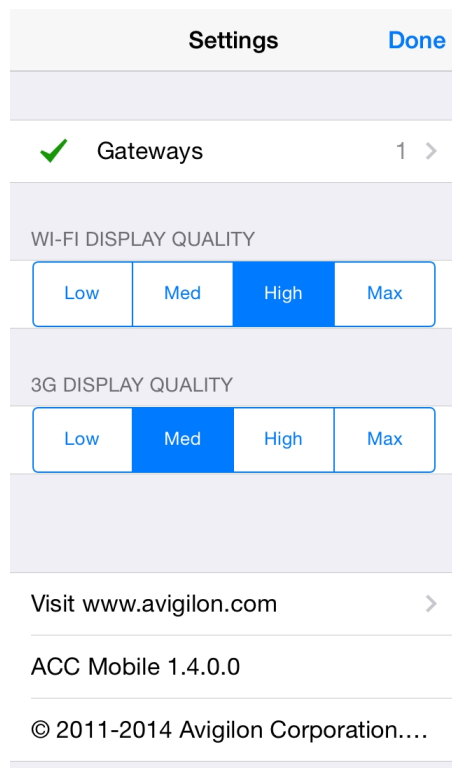 Settings Done
Gateways 1
WI-FI DISPLAY QUALITY
Low Med High Max
3G DISPLAY QUALITY
Low Med High Max
Visit www.avigilon.com
ACC Mobile 1.4.0.0
© 2011-2014 Avigilon Corporation....